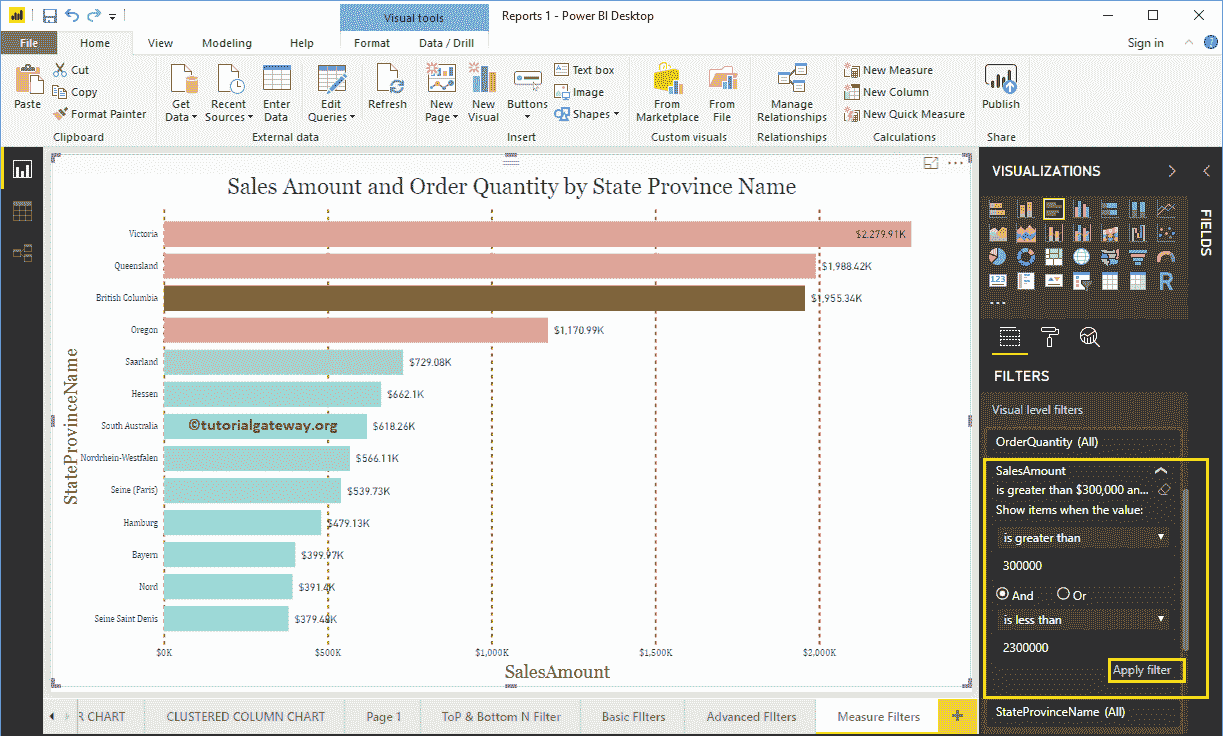 Visual tools
Reports 1 - Power BI Desktop
File
Home
View
Modeling
Help
Format
Data / Drill
Sign in
Paste
Cut
Copy
Format Painter
Clipboard
Get Data
Recent Sources
Enter Data
Edit Queries
External data
Refresh
New Page
New Visual
Buttons
Text box
Image
Shapes
Insert
From Marketplace
From File
Custom visuals
Manage Relationships
Relationships
New Measure
New Column
New Quick Measure
Calculations
Publish
Share
Sales Amount and Order Quantity by State Province Name
StateProvinceName
Victoria $2,279.91K
Queensland $1,988.42K
British Columbia $1,955.34K
Oregon $1,170.99K
Saarland $729.08K
Hessen $662.1K
South Australia ©tutorialgateway.org $618.26K
Nordrhein-Westfalen $566.11K
Seine (Paris) $539.73K
Hamburg $479.13K
Bayern $399.97K
Nord $391.4K
Seine Saint Denis $379.48K
$0K $500K $1,000K $1,500K $2,000K
SalesAmount
VISUALIZATIONS
FIELDS
123
R
FILTERS
Visual level filters
OrderQuantity (All)
SalesAmount
is greater than $300,000 an...
Show items when the value:
is greater than
300000
And Or
is less than
2300000
Apply filter
StateProvinceName (All)
R CHART
CLUSTERED COLUMN CHART
Page 1
ToP & Bottom N Filter
Basic FIlters
Advanced FIlters
Measure Filters